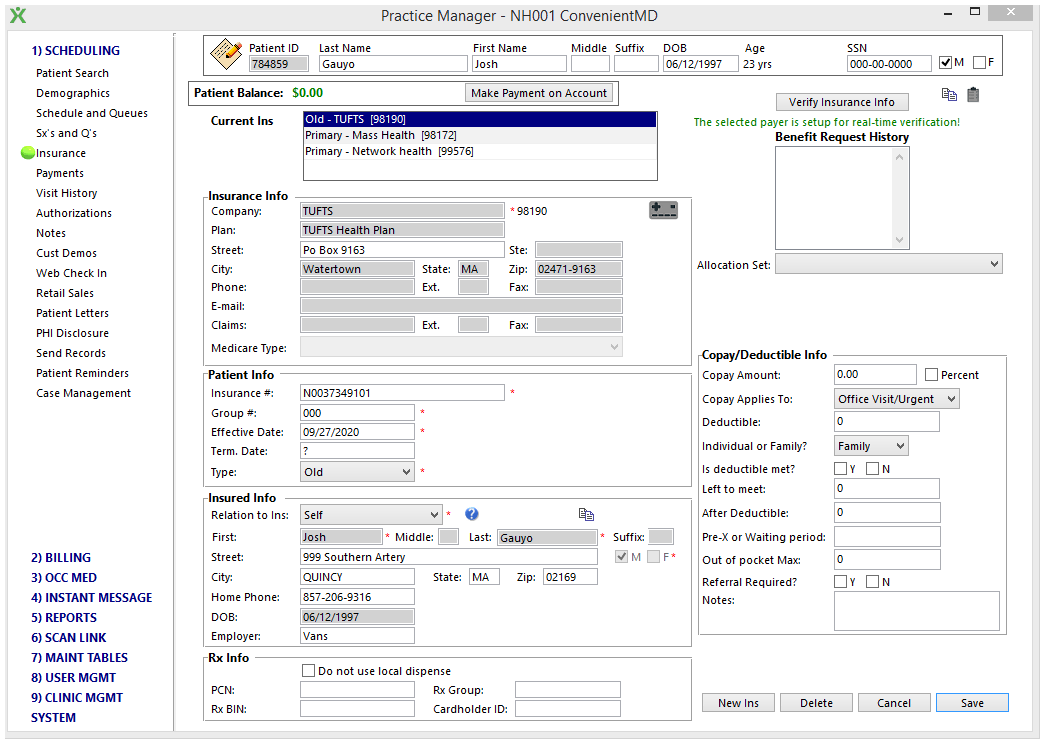 Practice Manager - NH001 ConvenientMD
1) SCHEDULING
Patient Search
Demographics
Schedule and Queues
Sx's and Q's
Insurance
Payments
Visit History
Authorizations
Notes
Cust Demos
Web Check In
Retail Sales
Patient Letters
PHI Disclosure
Send Records
Patient Reminders
Case Management
2) BILLING
3) OCC MED
4) INSTANT MESSAGE
5) REPORTS
6) SCAN LINK
7) MAINT TABLES
8) USER MGMT
9) CLINIC MGMT
SYSTEM
Patient ID Last Name First Name Middle Suffix DOB Age SSN
784859 Gauyo Josh 06/12/1997 23 yrs 000-00-0000 M F
Patient Balance: $0.00 Make Payment on Account
Current Ins
Old - TUFTS [98190]
Primary - Mass Health [98172]
Primary - Network health [99576]
Verify Insurance Info
The selected payer is setup for real-time verification!
Benefit Request History
Allocation Set:
Insurance Info
Company: TUFTS * 98190
Plan: TUFTS Health Plan
Street: Po Box 9163 Ste:
City: Watertown State: MA Zip: 02471-9163
Phone: Ext. Fax:
E-mail:
Claims: Ext. Fax:
Medicare Type:
Patient Info
Insurance #: N0037349101 *
Group #: 000 *
Effective Date: 09/27/2020 *
Term. Date: ?
Type: Old *
Insured Info
Relation to Ins: Self * ?
First: Josh * Middle: Last: Gauyo * Suffix:
Street: 999 Southern Artery M F *
City: QUINCY State: MA Zip: 02169
Home Phone: 857-206-9316
DOB: 06/12/1997
Employer: Vans
Rx Info
Do not use local dispense
PCN: Rx Group:
Rx BIN: Cardholder ID:
Copay/Deductible Info
Copay Amount: 0.00 Percent
Copay Applies To: Office Visit/Urgent
Deductible: 0
Individual or Family? Family
Is deductible met? Y N
Left to meet: 0
After Deductible: 0
Pre-X or Waiting period:
Out of pocket Max: 0
Referral Required? Y N
Notes:
New Ins Delete Cancel Save